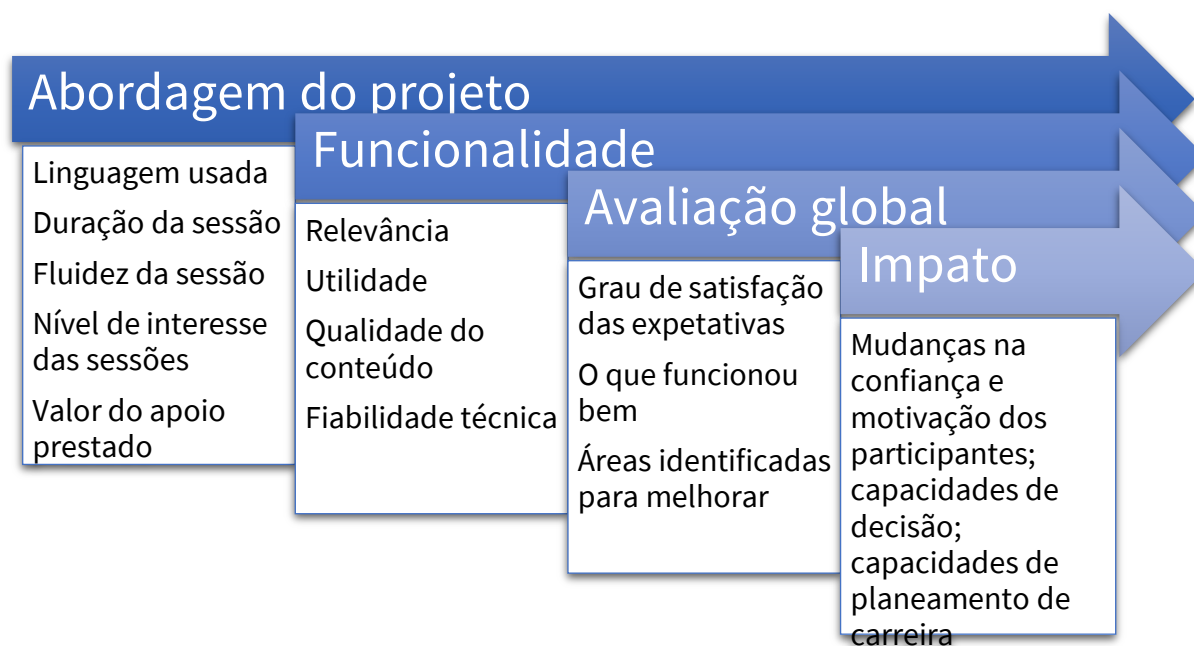 Abordagem do projeto
Linguagem usada
Duração da sessão
Fluidez da sessão
Nível de interesse
das sessões
Valor do apoio
prestado
Funcionalidade
Relevância
Utilidade
Qualidade do
conteúdo
Fiabilidade técnica
Avaliação global
Grau de satisfação
das expetativas
O que funcionou
bem
Áreas identificadas
para melhorar
Impato
Mudanças na
confiança e
motivação dos
participantes;
capacidades de
decisão;
capacidades de
planeamento de
carreira